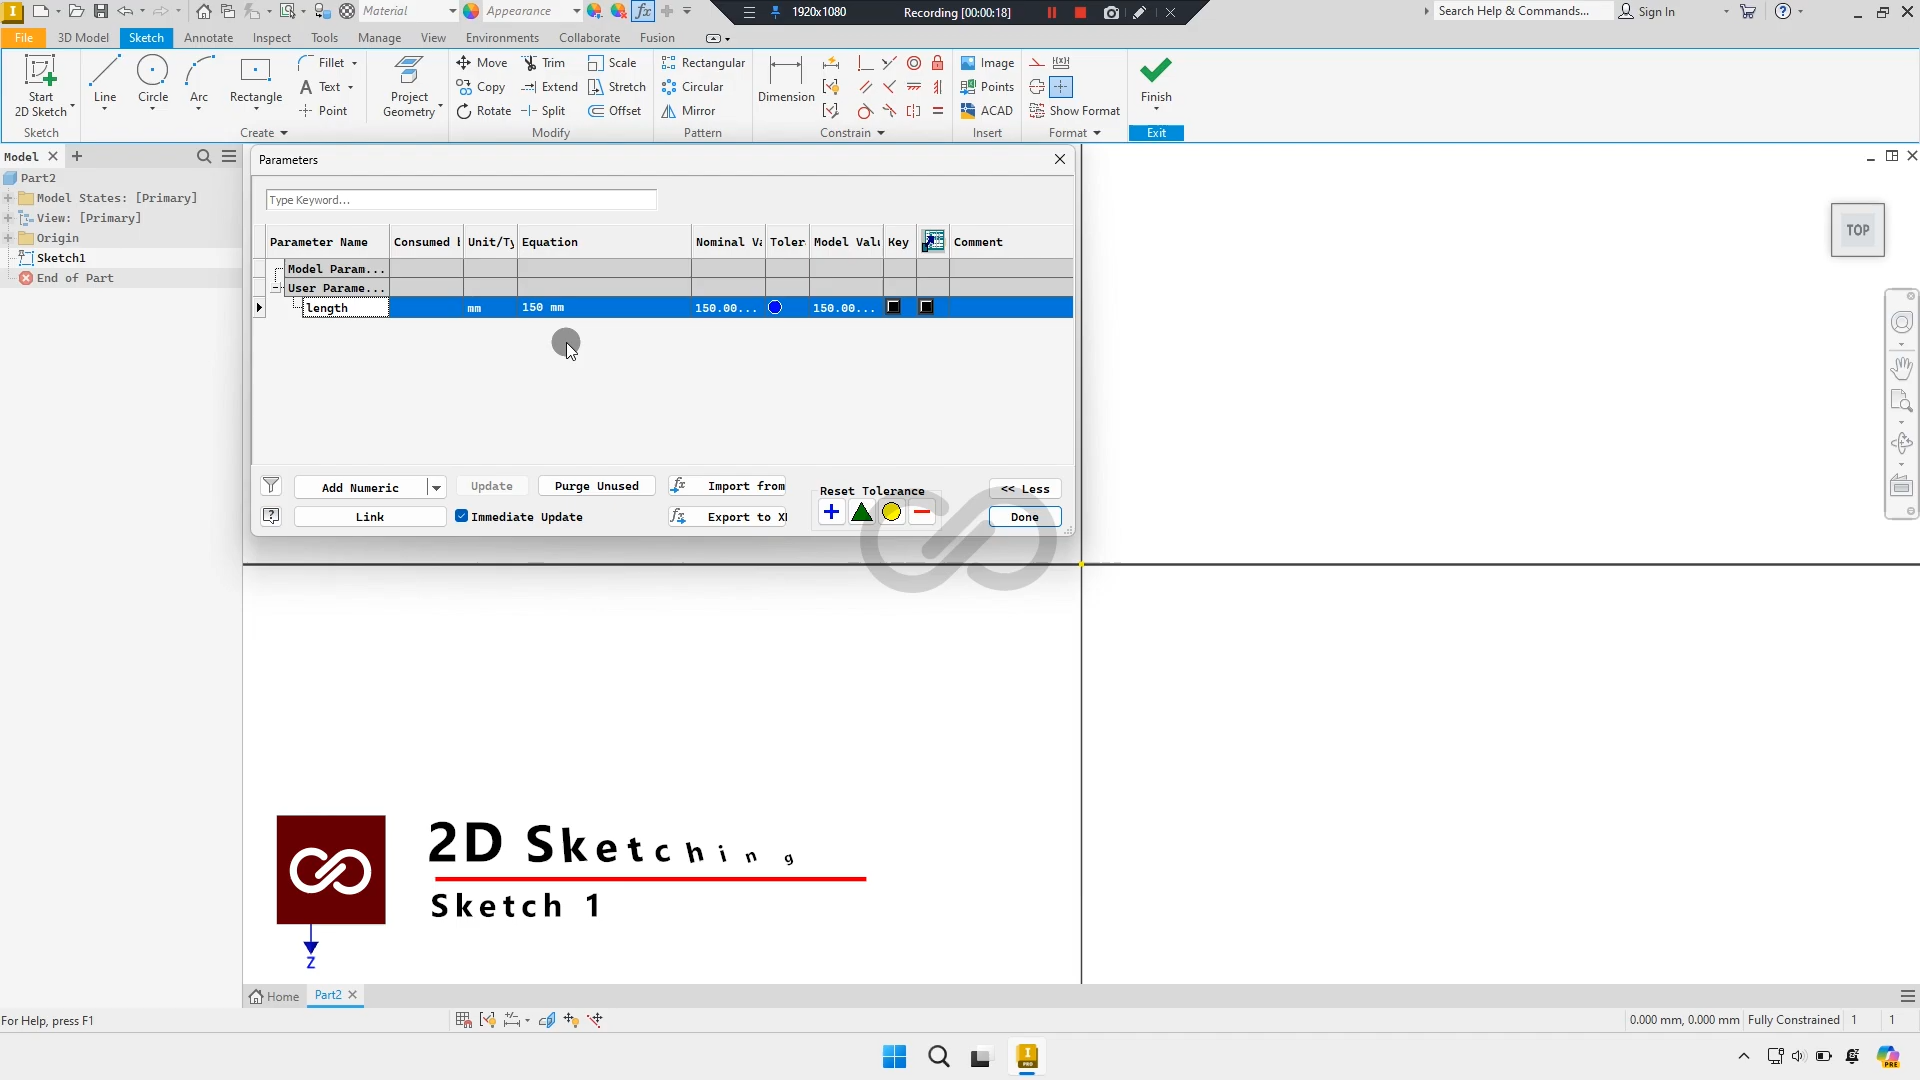 Material
Appearance
1920x1080
Recording [00:00:18]
Search Help & Commands...
Sign In
File
3D Model
Sketch
Annotate
Inspect
Tools
Manage
View
Environments
Collaborate
Fusion
Start
2D Sketch
Line
Circle
Arc
Rectangle
Fillet
Text
Point
Project
Geometry
Move
Copy
Rotate
Trim
Extend
Split
Scale
Stretch
Offset
Rectangular
Circular
Mirror
Dimension
Image
Points
ACAD
Show Format
Finish
Sketch
Create
Modify
Pattern
Constrain
Insert
Format
Exit
Model
Part2
Model States: [Primary]
View: [Primary]
Origin
Sketch1
End of Part
Parameters
Type Keyword...
Parameter Name
Consumed b
Unit/Ty
Equation
Nominal Va
Toler
Model Valu
Key
Comment
Model Param...
User Parame...
length
mm
150 mm
150.00...
150.00...
Add Numeric
Update
Purge Unused
Import from
Reset Tolerance
<< Less
Link
Immediate Update
Export to X
Done
TOP
2D Sketching
Sketch 1
Z
Home
Part2
For Help, press F1
0.000 mm, 0.000 mm
Fully Constrained
1
1